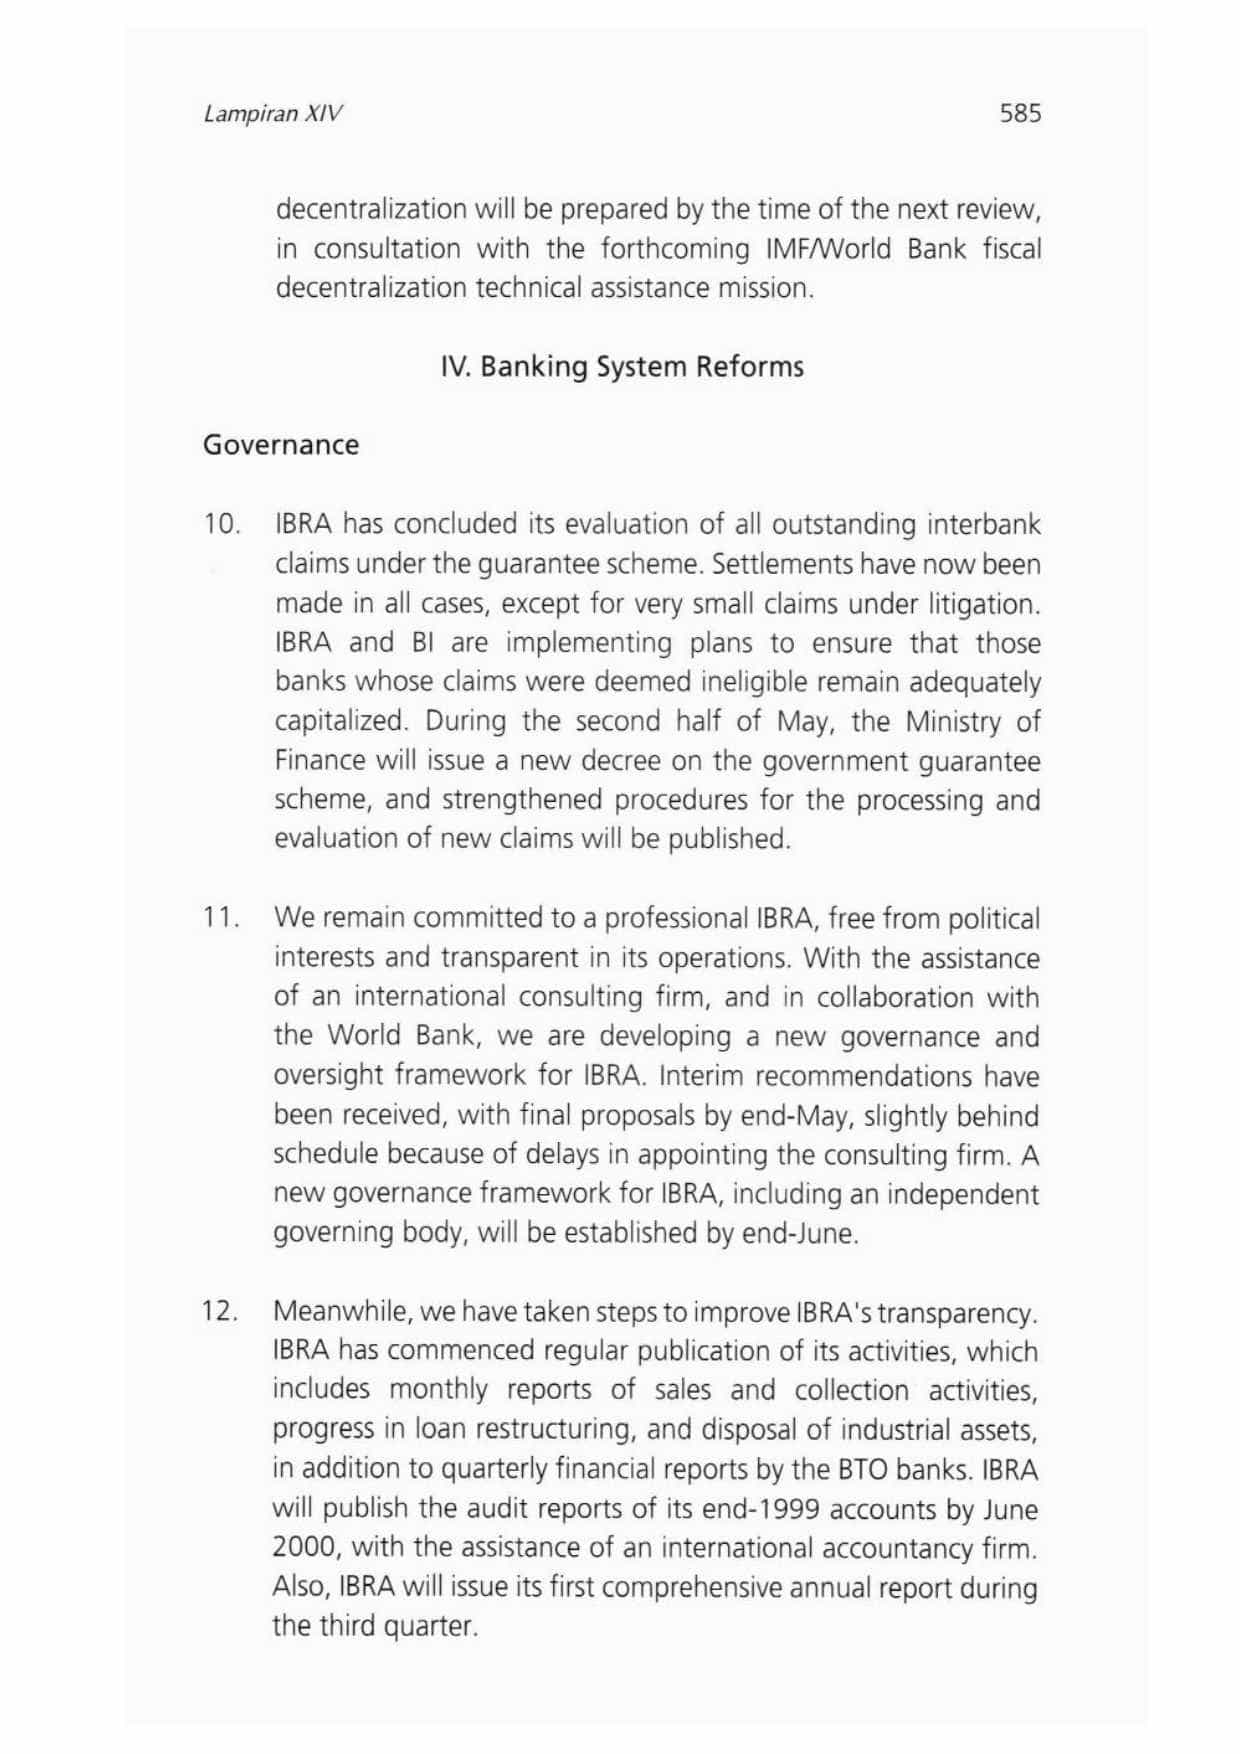 Lampiran XIV 585
decentralization will be prepared by the time of the next review,
in consultation with the forthcoming IMF/World Bank fiscal
decentralization technical assistance mission.
IV. Banking System Reforms
Governance
10. IBRA has concluded its evaluation of all outstanding interbank
claims under the guarantee scheme. Settlements have now been
made in all cases, except for very small claims under litigation.
IBRA and BI are implementing plans to ensure that those
banks whose claims were deemed ineligible remain adequately
capitalized. During the second half of May, the Ministry of
Finance will issue a new decree on the government guarantee
scheme, and strengthened procedures for the processing and
evaluation of new claims will be published.
11. We remain committed to a professional IBRA, free from political
interests and transparent in its operations. With the assistance
of an international consulting firm, and in collaboration with
the World Bank, we are developing a new governance and
oversight framework for IBRA. Interim recommendations have
been received, with final proposals by end-May, slightly behind
schedule because of delays in appointing the consulting firm. A
new governance framework for IBRA, including an independent
governing body, will be established by end-June.
12. Meanwhile, we have taken steps to improve IBRA's transparency.
IBRA has commenced regular publication of its activities, which
includes monthly reports of sales and collection activities,
progress in loan restructuring, and disposal of industrial assets,
in addition to quarterly financial reports by the BTO banks. IBRA
will publish the audit reports of its end-1999 accounts by June
2000, with the assistance of an international accountancy firm.
Also, IBRA will issue its first comprehensive annual report during
the third quarter.